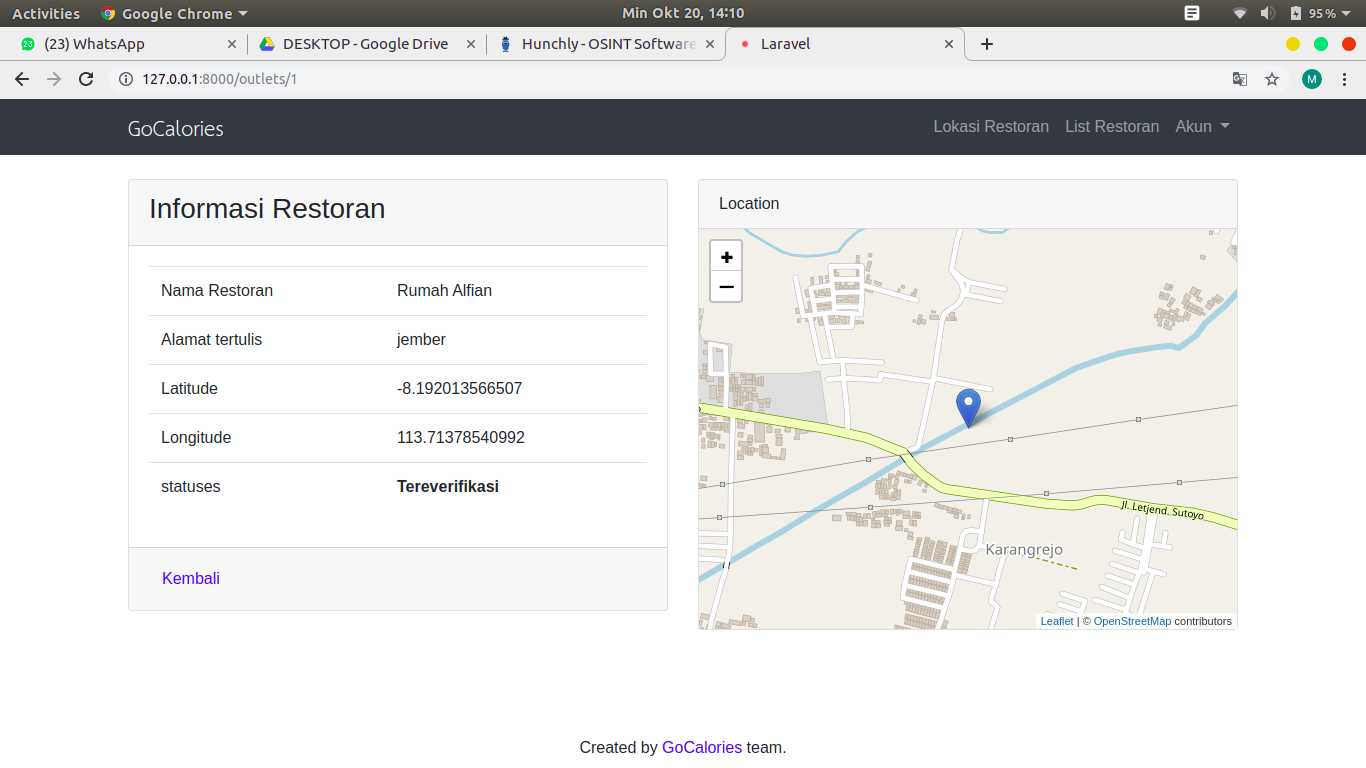 Activities Google Chrome Min Okt 20, 14:10 95 %
23 (23) WhatsApp DESKTOP - Google Drive Hunchly - OSINT Software Laravel
127.0.0.1:8000/outlets/1 M
GoCalories Lokasi Restoran List Restoran Akun
Informasi Restoran
Nama Restoran Rumah Alfian
Alamat tertulis jember
Latitude -8.192013566507
Longitude 113.71378540992
statuses Tereverifikasi
Kembali
Location
+
−
Jl. Letjend. Sutoyo
Karangrejo
Leaflet | © OpenStreetMap contributors
Created by GoCalories team.